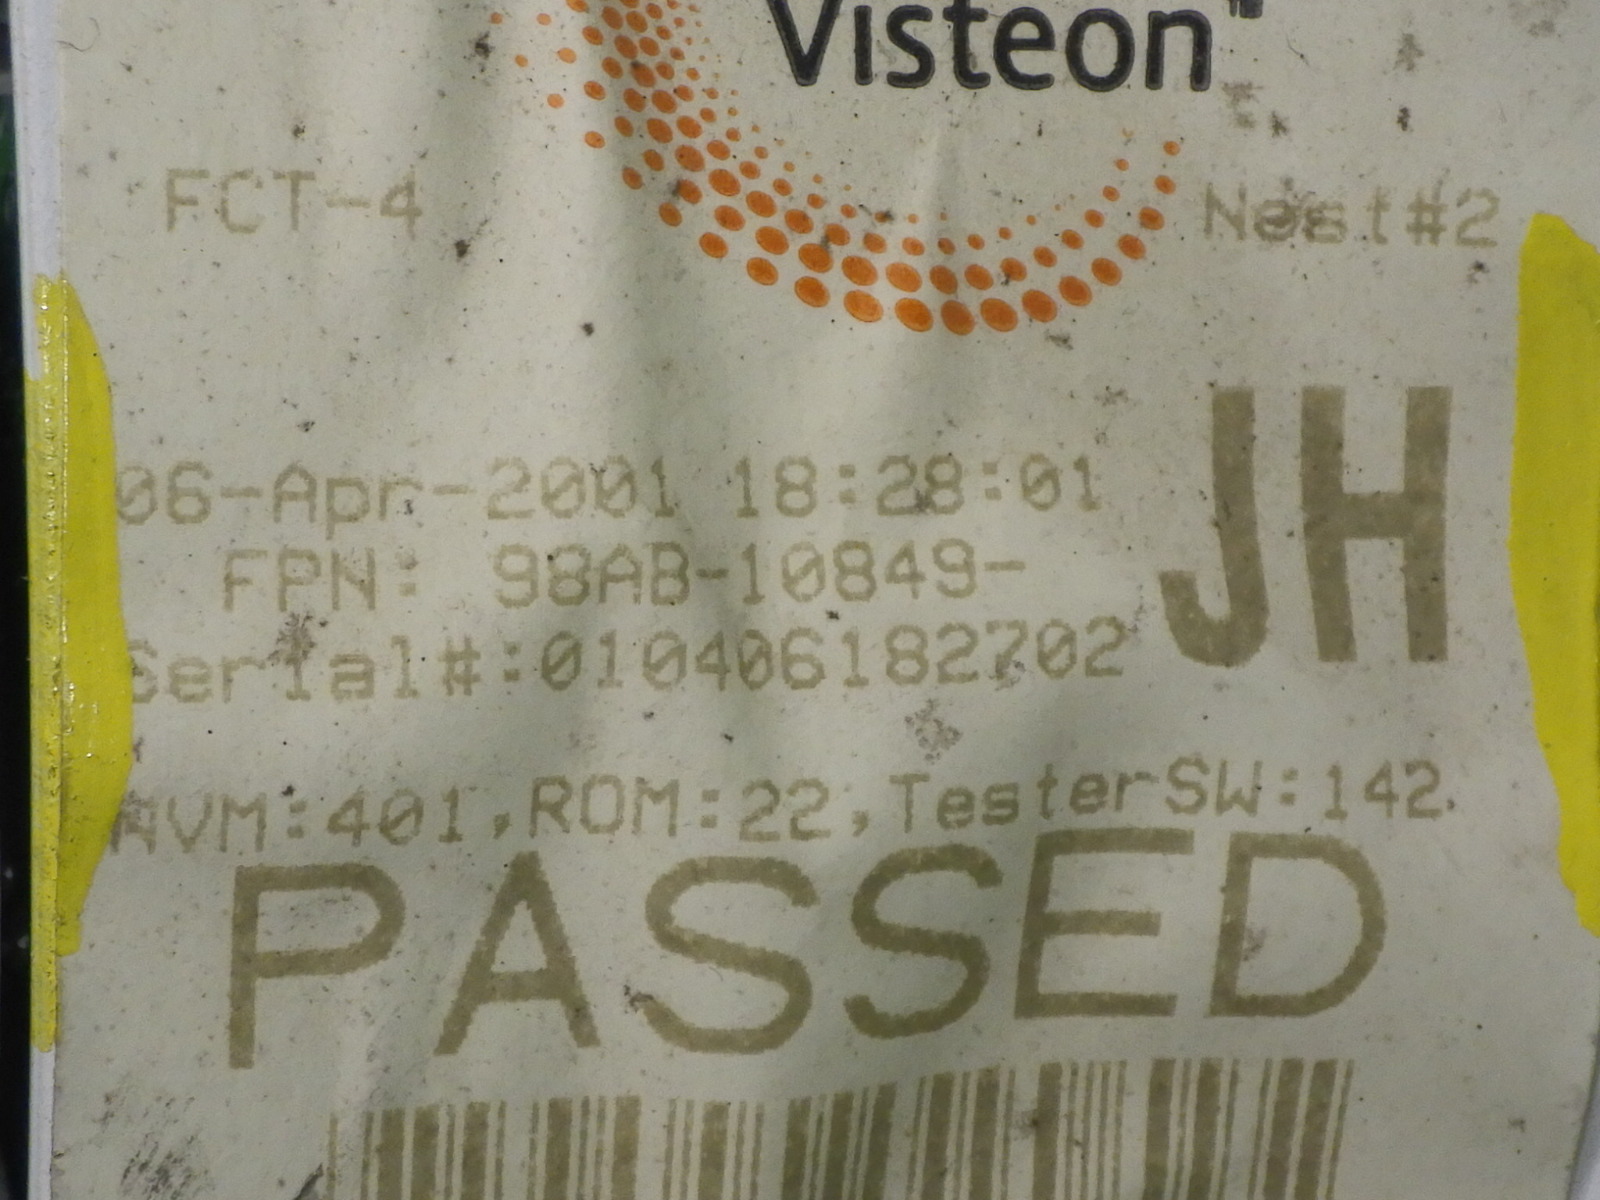 Visteon
FCT-4 Nest#2
JH
06-Apr-2001 18:28:01
FPN: 98AB-10849-
Serial#:010406182702
AVM:401,ROM:22,TesterSW:142
PASSED